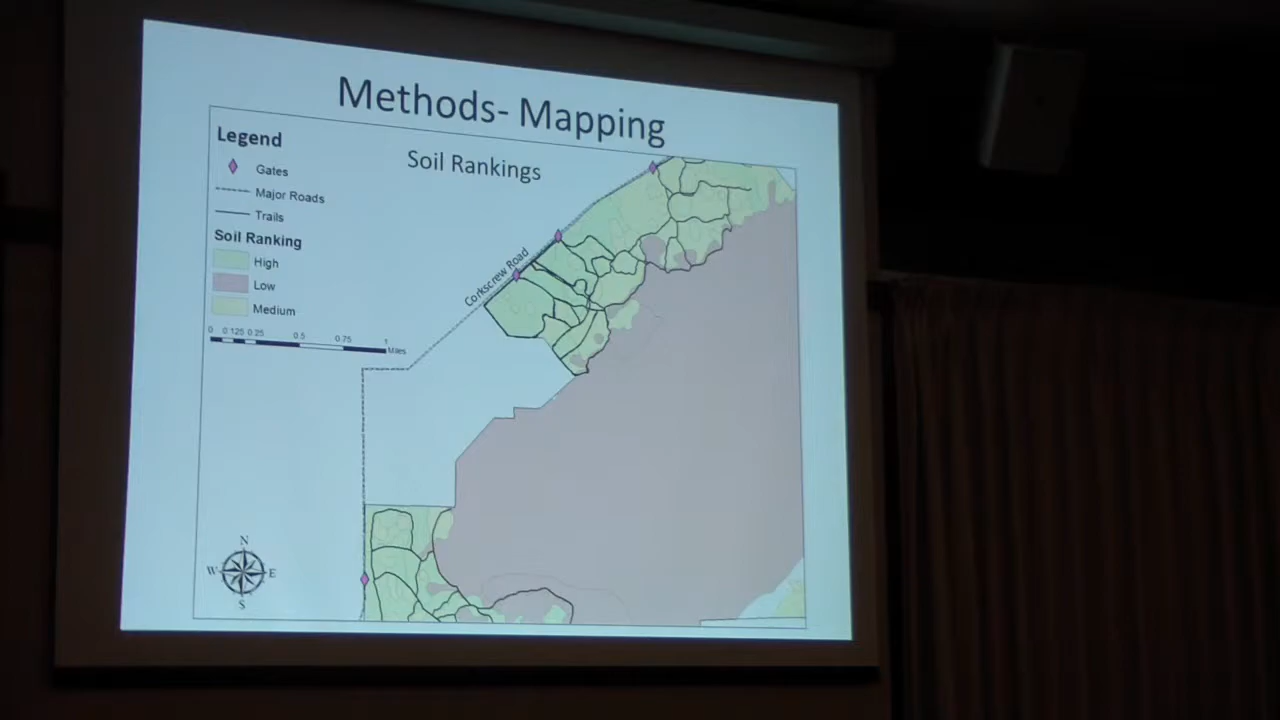 Methods- Mapping
Legend
Soil Rankings
Gates
Major Roads
Trails
Soil Ranking
High
Low
Medium
0 0.125 0.25 0.5 0.75 1
Miles
Corkscrew Road
N
W E
S